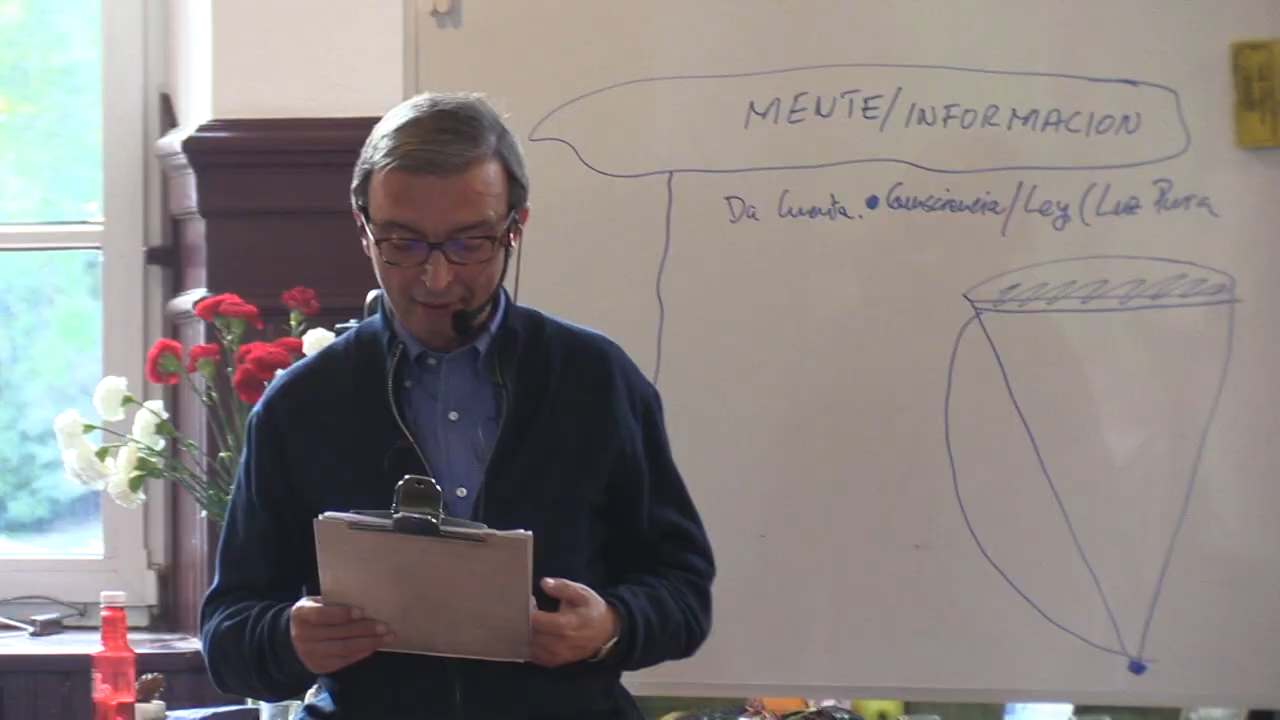 MENTE/INFORMACION
Da Cuenta. • Consciencia/Ley (Luz Pura